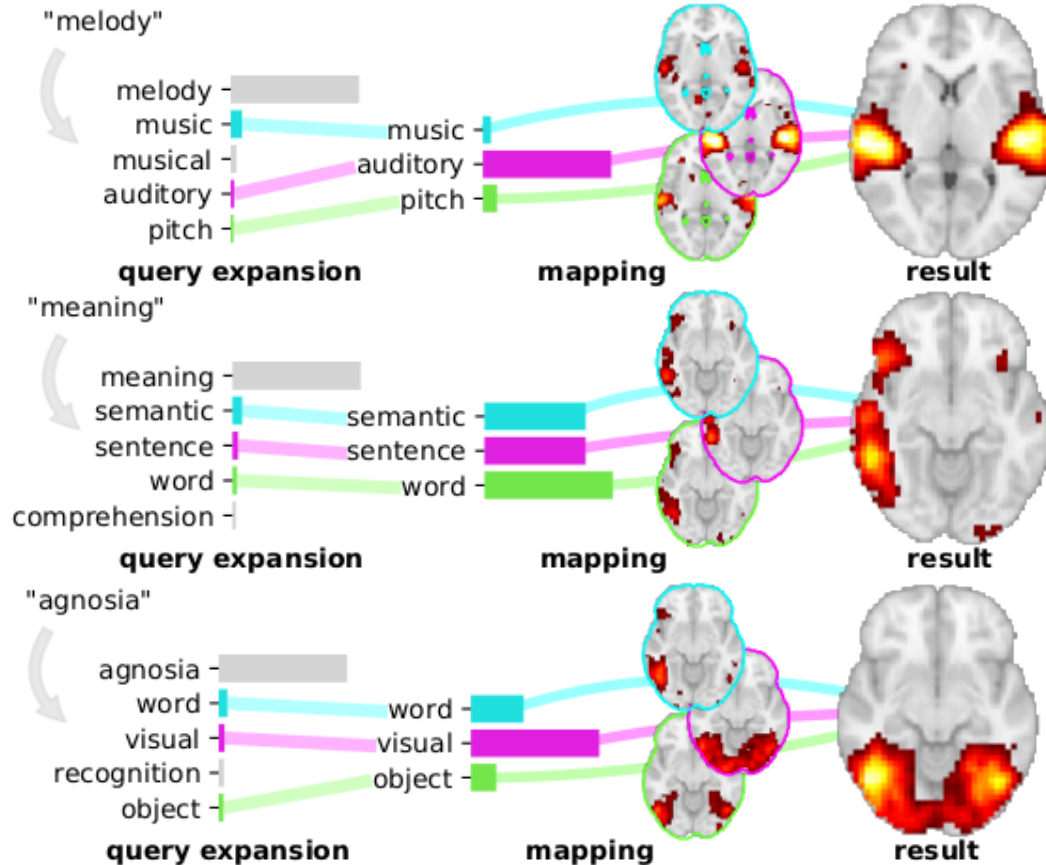 "melody"
melody
music
musical
auditory
pitch
music
auditory
pitch
query expansion
mapping
result
"meaning"
meaning
semantic
sentence
word
comprehension
semantic
sentence
word
query expansion
mapping
result
"agnosia"
agnosia
word
visual
recognition
object
word
visual
object
query expansion
mapping
result